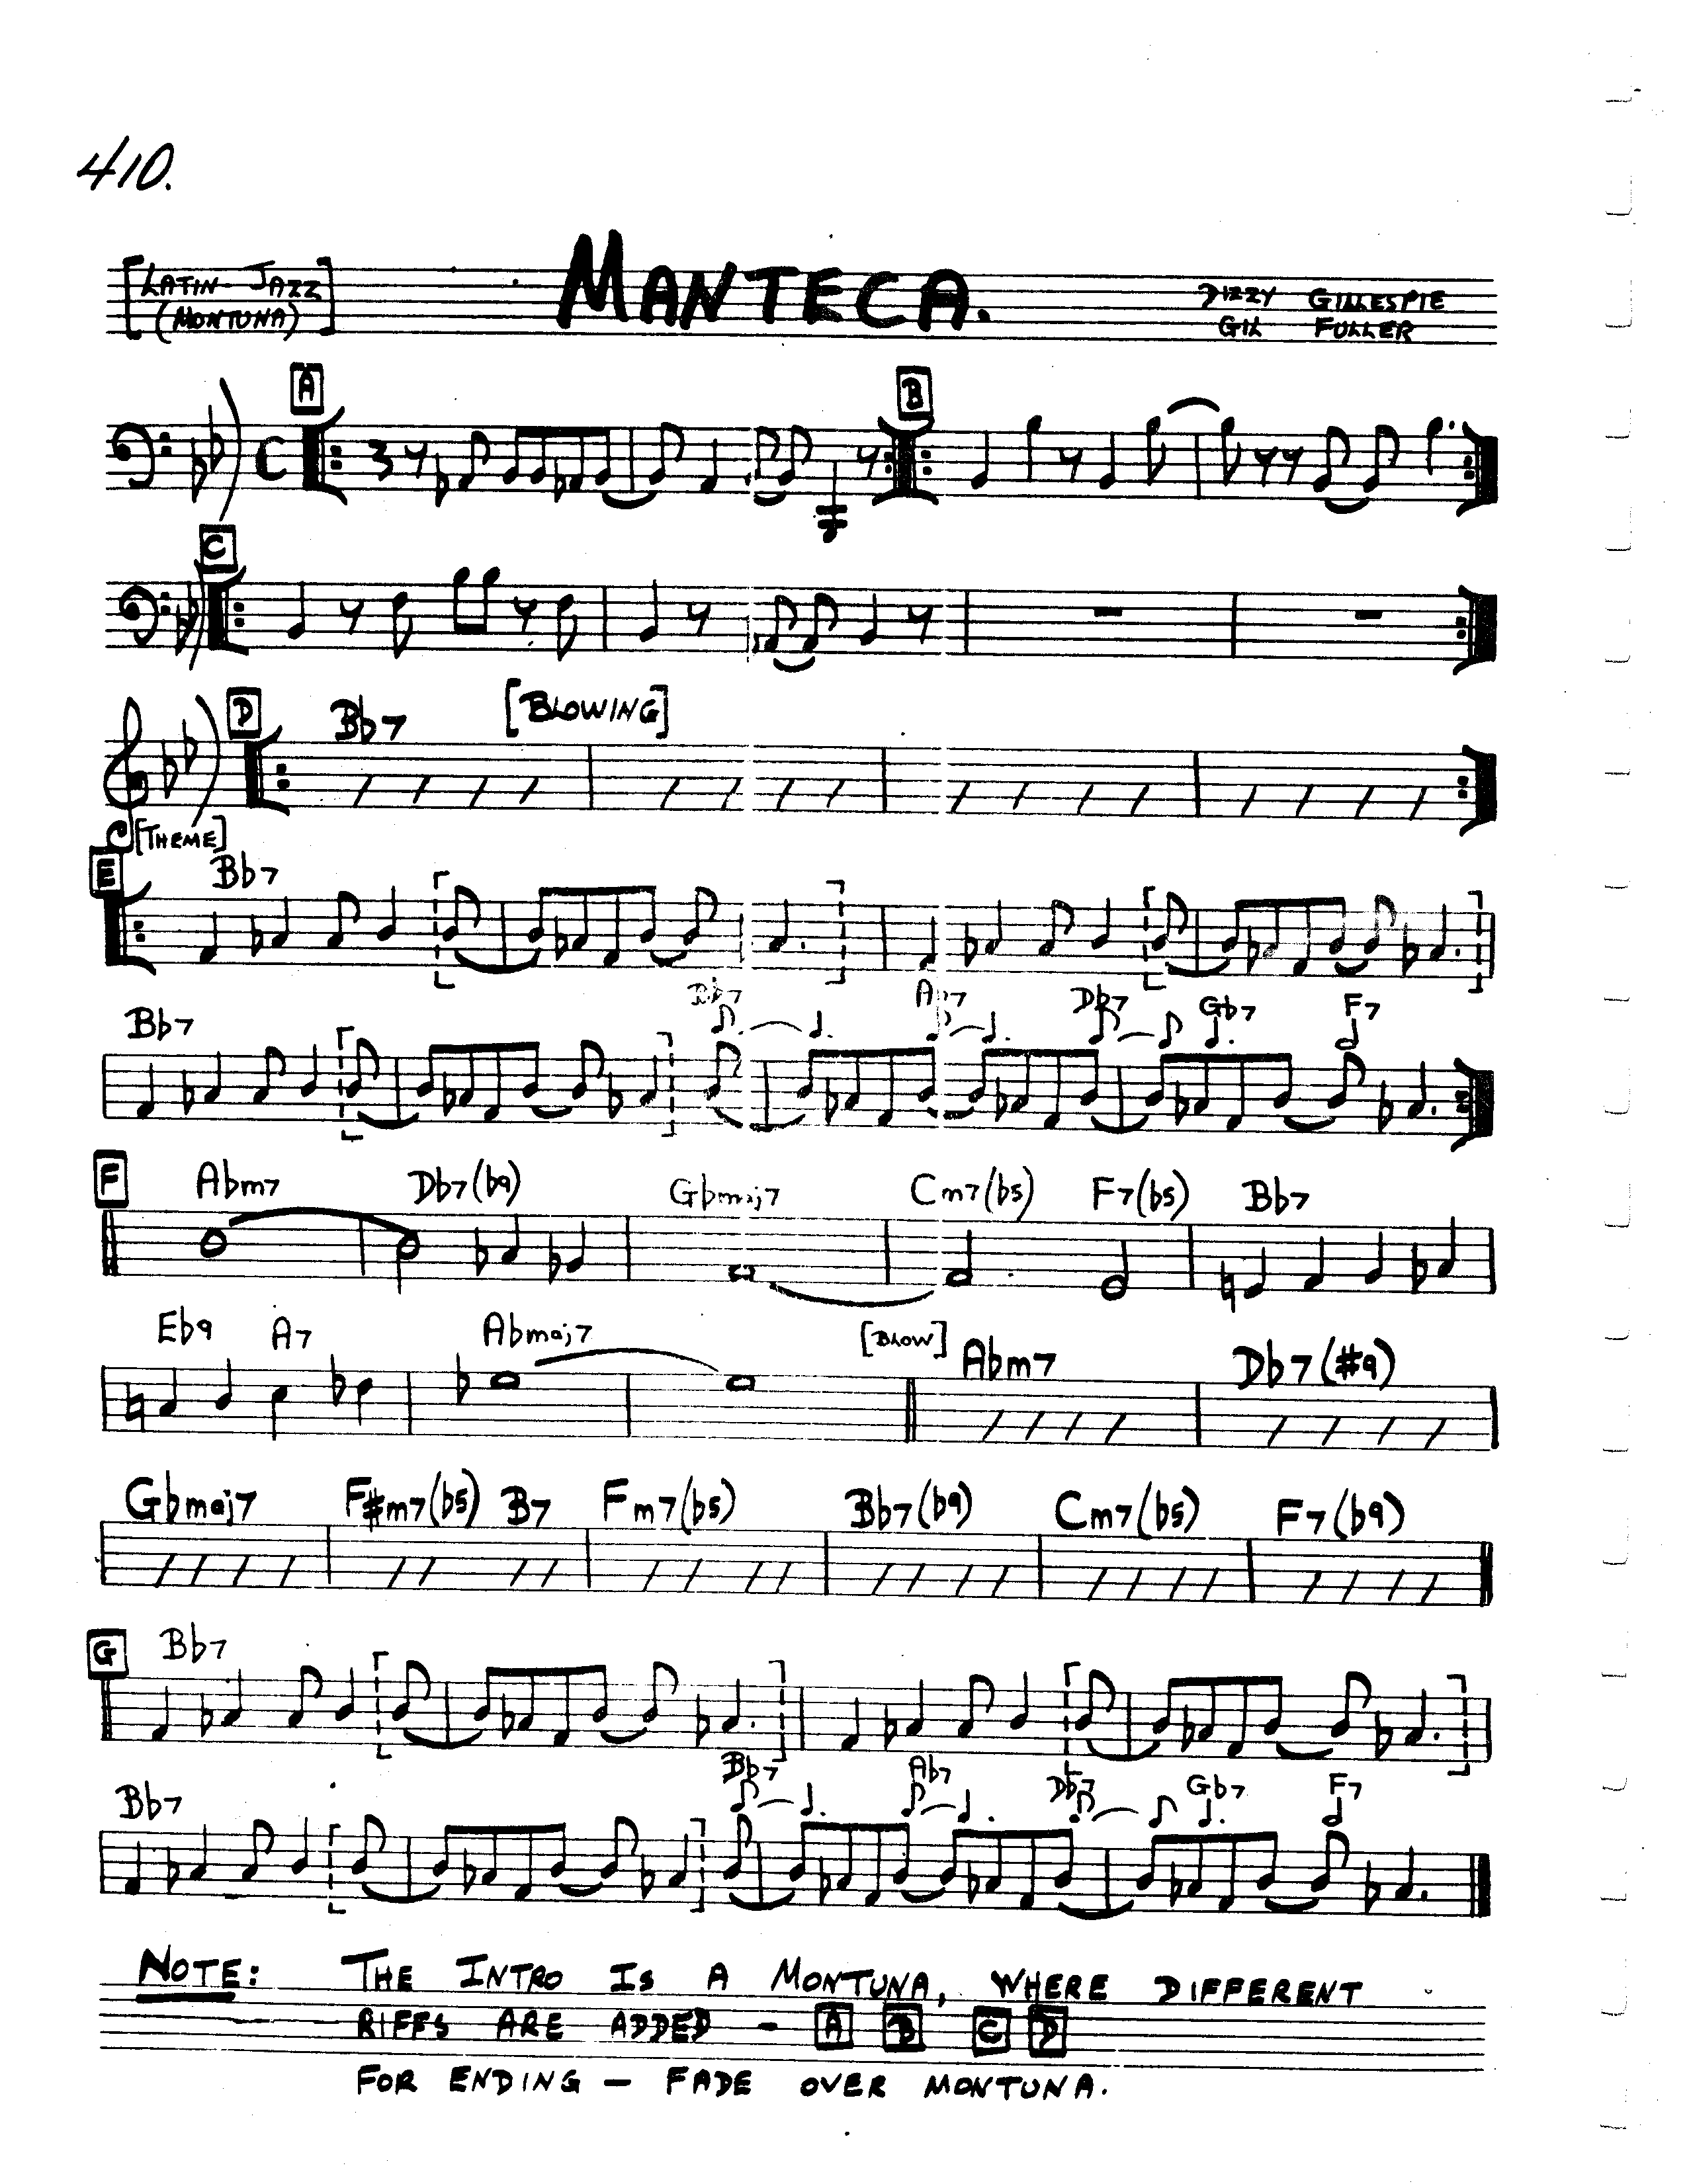 410.
[LATIN-JAZZ
(MONTUNA)]
MANTECA.
DIZZY GILLESPIE
GIL FULLER
A
B
C
D Bb7 [BLOWING]
[THEME]
E Bb7
Bb7 Bb7 Ab7 Db7 Gb7 F7
F Abm7 Db7(b9) Gbmaj7 Cm7(b5) F7(b5) Bb7
Eb9 A7 Abmaj7 [BLOW] Abm7 Db7(#9)
Gbmaj7 F#m7(b5) B7 Fm7(b5) Bb7(b9) Cm7(b5) F7(b9)
G Bb7
Bb7 Bb7 Ab7 Db7 Gb7 F7
NOTE: THE INTRO IS A MONTUNA, WHERE DIFFERENT
RIFFS ARE ADDED - A B C D
FOR ENDING - FADE OVER MONTUNA.